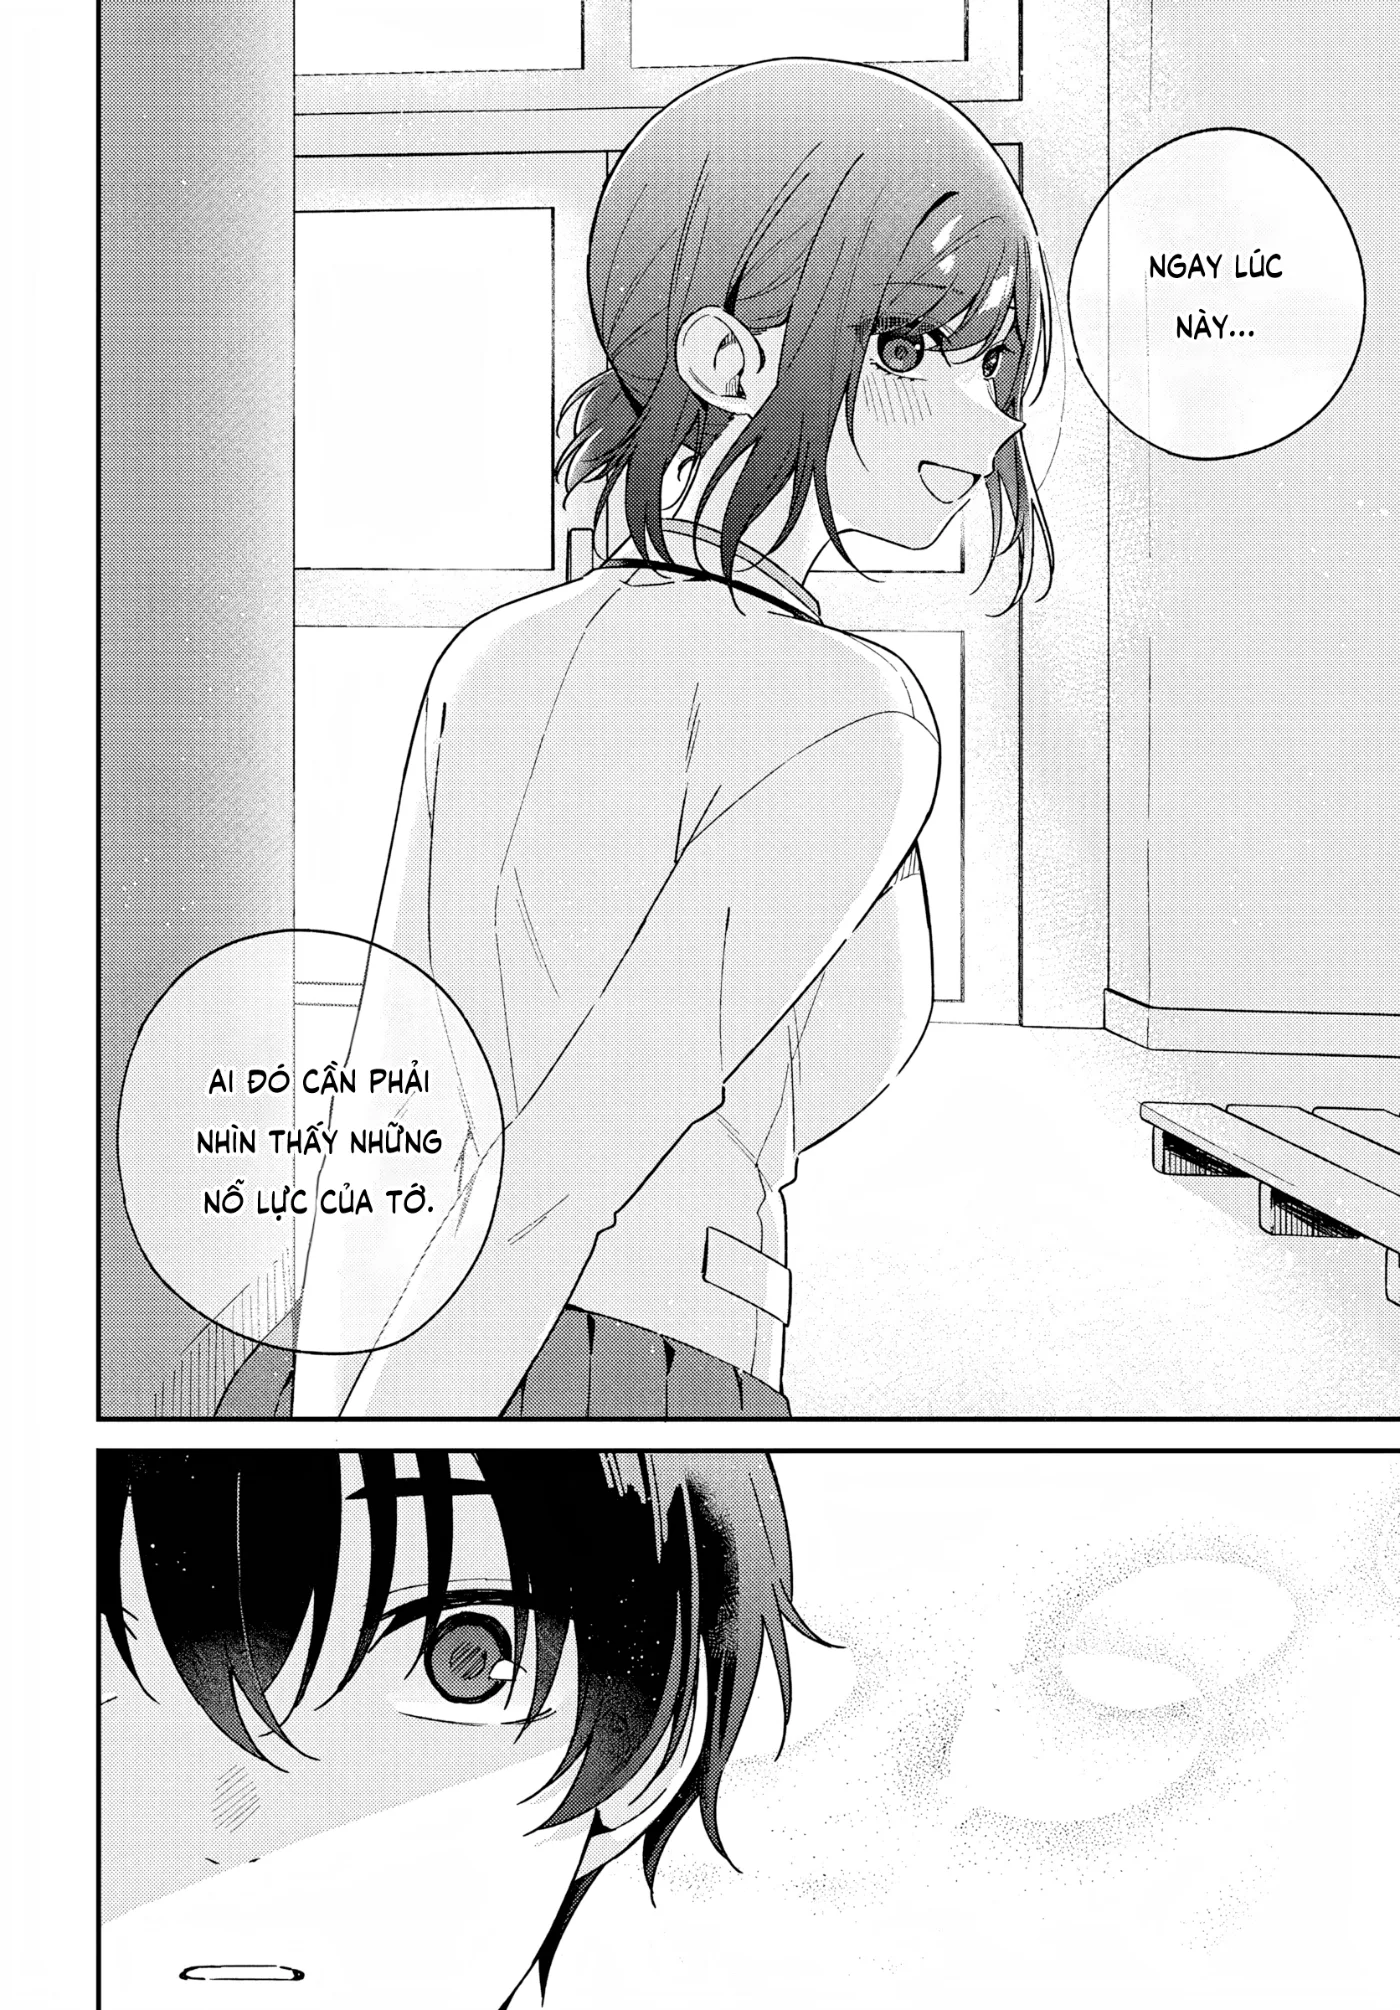 NGAY LÚC
NÀY...
AI ĐÓ CẦN PHẢI
NHÌN THẤY NHỮNG
NỖ LỰC CỦA TỚ.